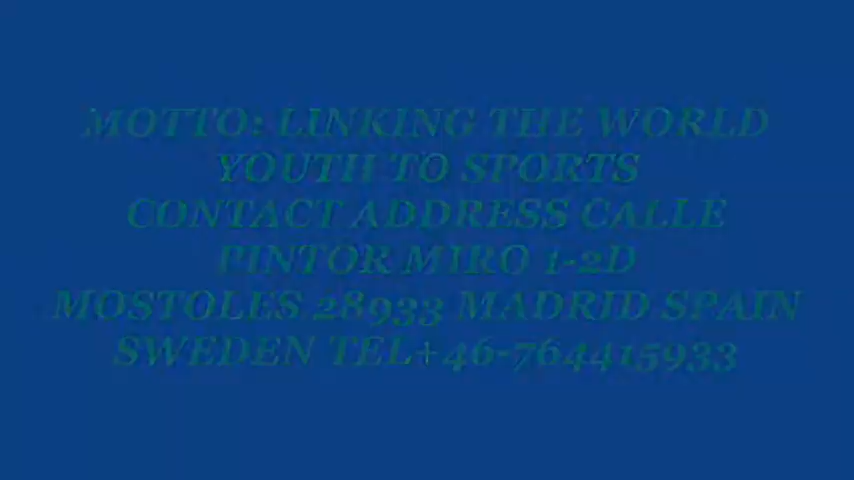 MOTTO: LINKING THE WORLD
YOUTH TO SPORTS
CONTACT ADDRESS CALLE
PINTOR MIRO 1-2D
MOSTOLES 28933 MADRID SPAIN
SWEDEN TEL+46-764415933